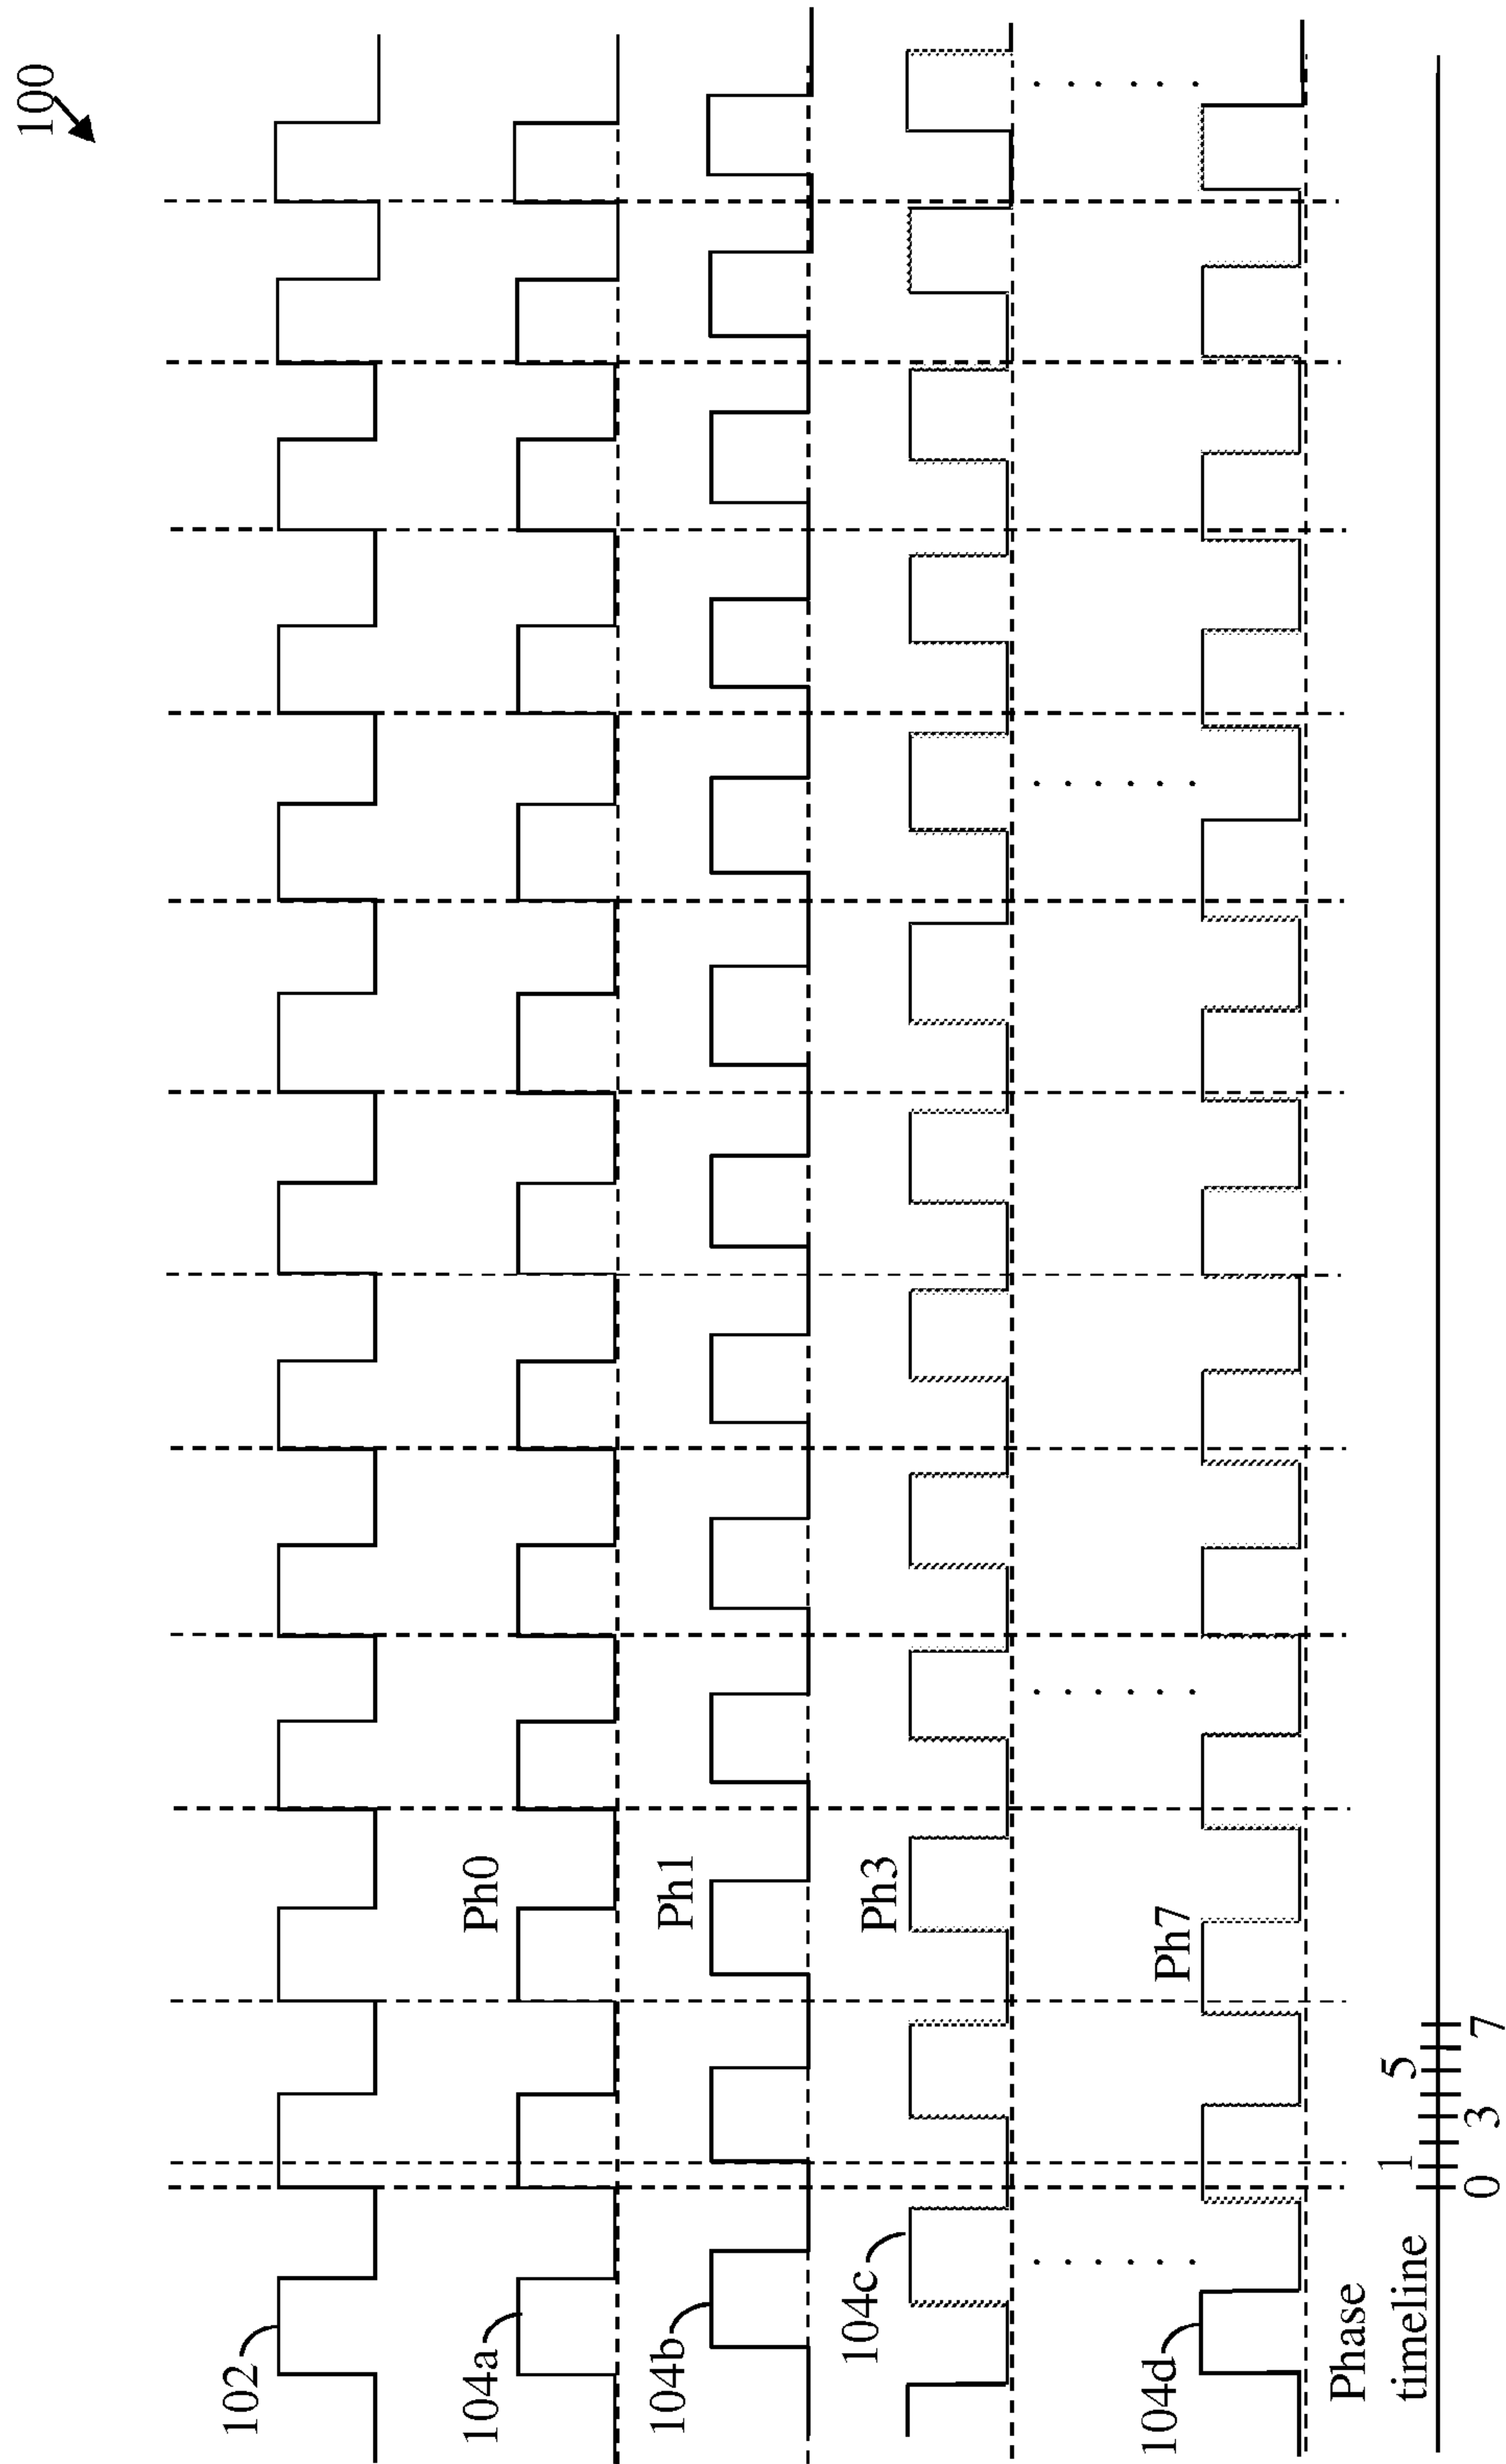 100
102
104a
Ph0
104b
Ph1
104c
Ph3
. . . . . .
. . . . . .
. . . . . .
. . . . . .
104d
Ph7
Phase
timeline
1 5
0 3 7